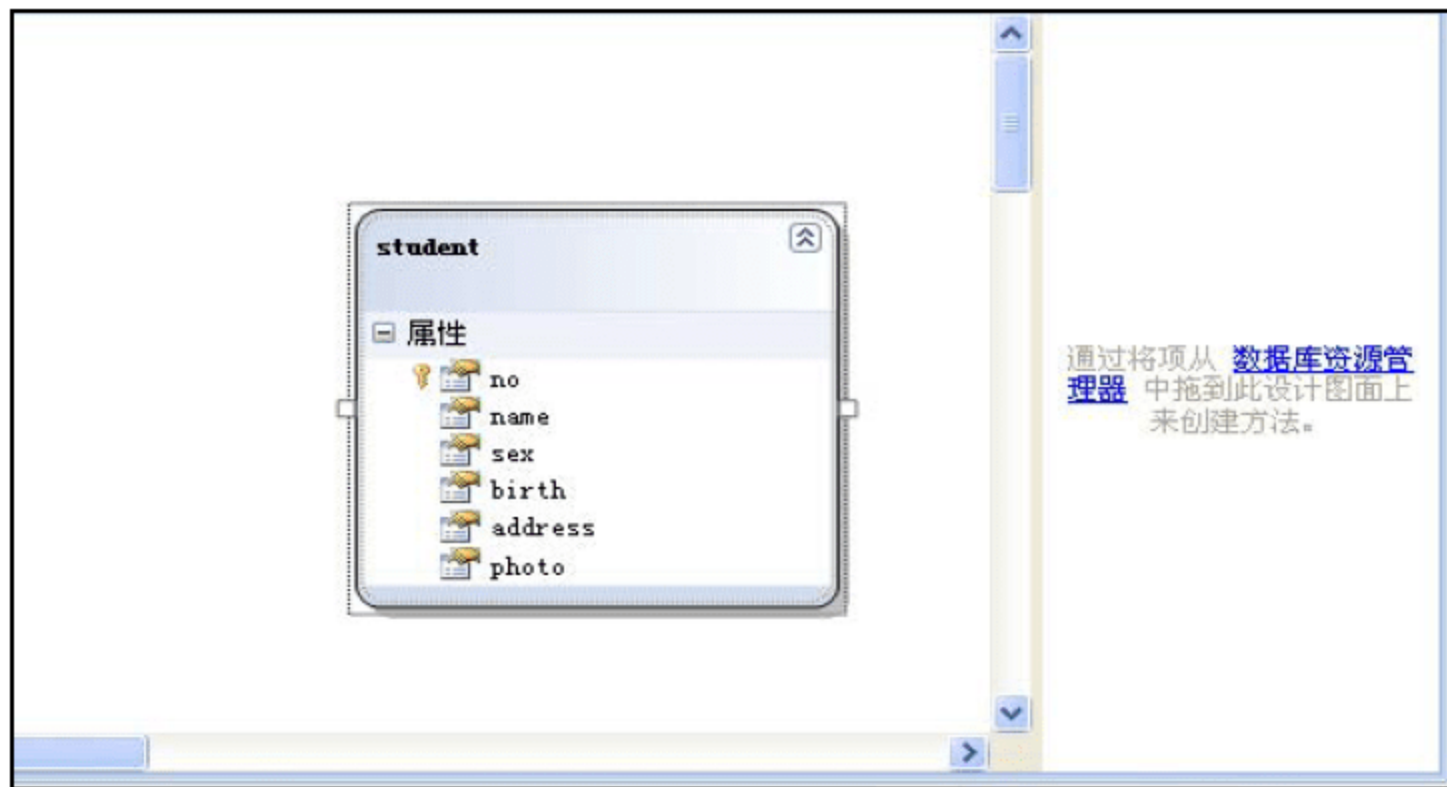 student
属性
no
name
sex
birth
address
photo
通过将项从 数据库资源管
理器 中拖到此设计图面上
来创建方法。